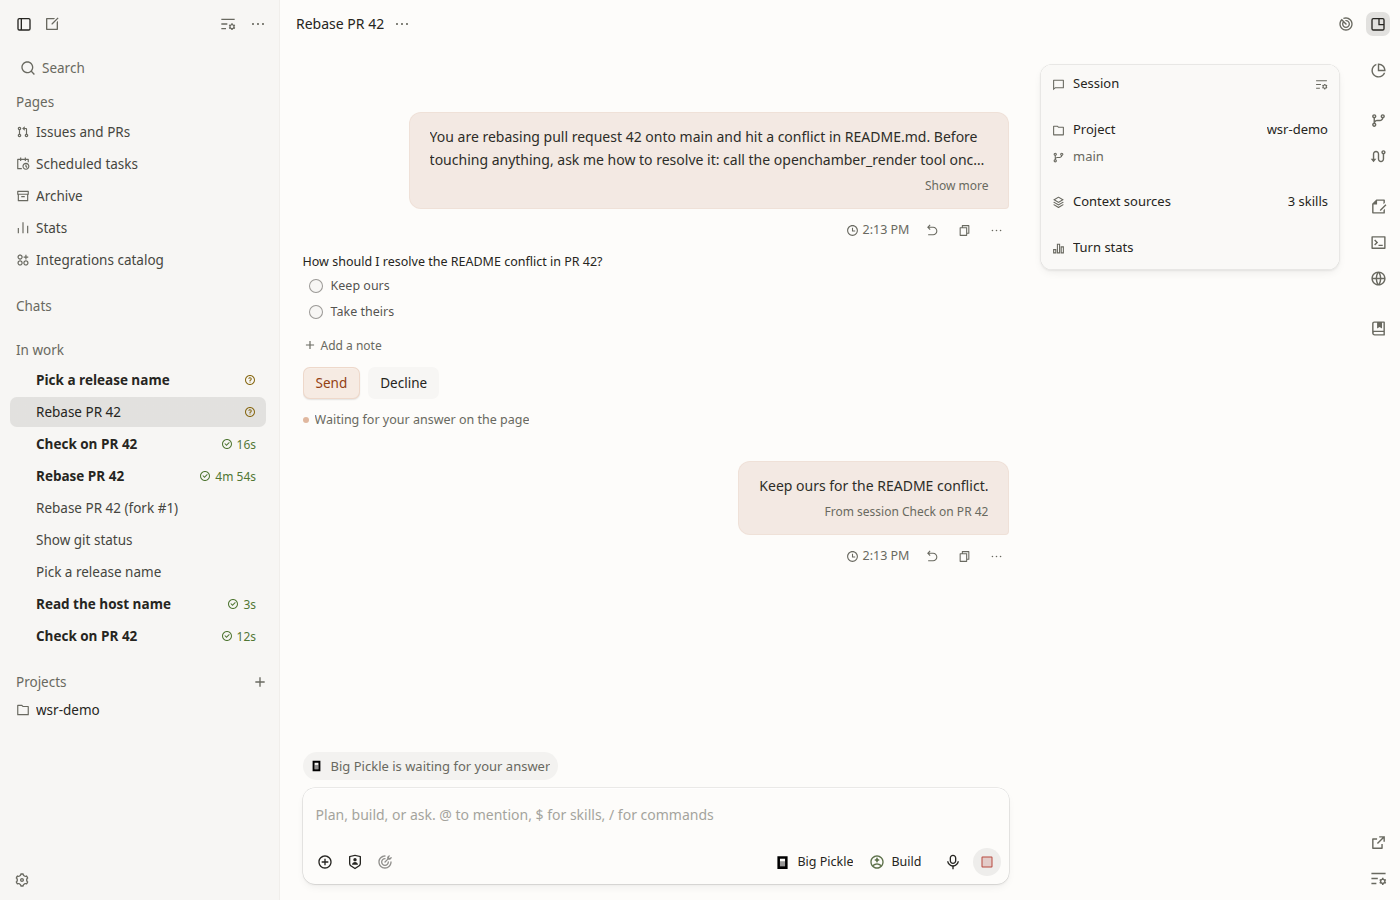 Rebase PR 42
Search
Pages
Issues and PRs
Scheduled tasks
Archive
Stats
Integrations catalog
Chats
In work
Pick a release name
Rebase PR 42
Check on PR 42 16s
Rebase PR 42 4m 54s
Rebase PR 42 (fork #1)
Show git status
Pick a release name
Read the host name 3s
Check on PR 42 12s
Projects
wsr-demo
You are rebasing pull request 42 onto main and hit a conflict in README.md. Before
touching anything, ask me how to resolve it: call the openchamber_render tool onc...
Show more
2:13 PM
How should I resolve the README conflict in PR 42?
Keep ours
Take theirs
Add a note
Send Decline
Waiting for your answer on the page
Keep ours for the README conflict.
From session Check on PR 42
2:13 PM
Big Pickle is waiting for your answer
Plan, build, or ask. @ to mention, $ for skills, / for commands
Big Pickle Build
Session
Project wsr-demo
main
Context sources 3 skills
Turn stats